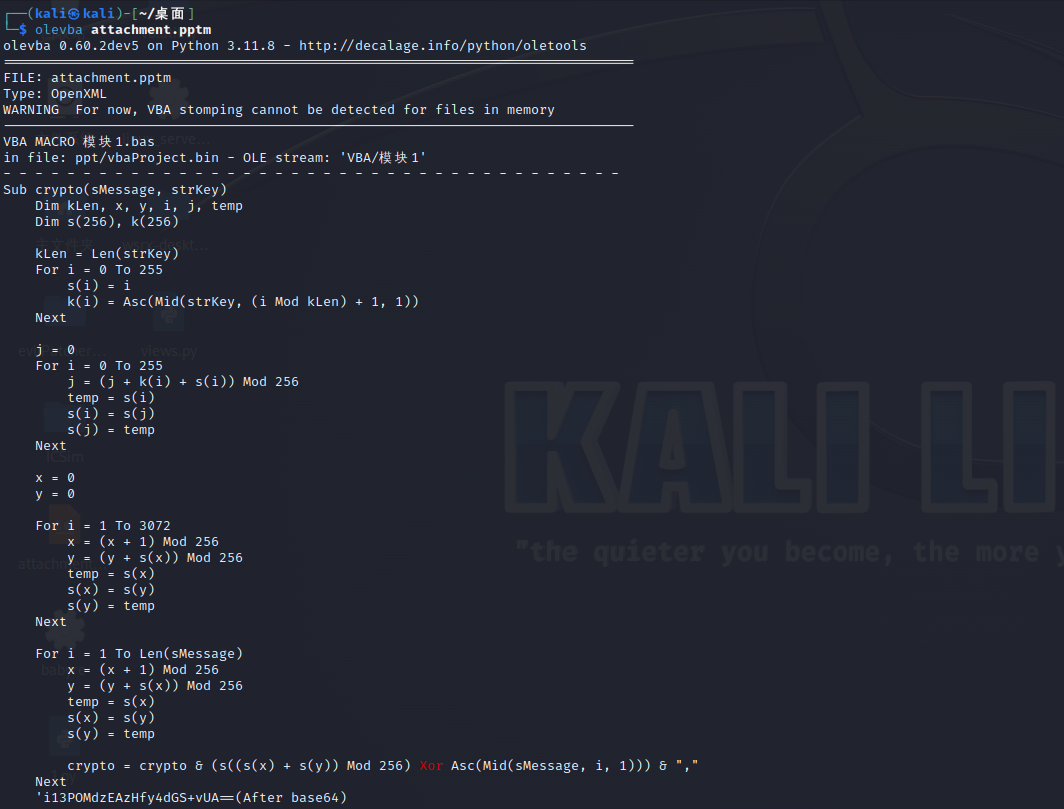 ┌──(kali㉿kali)-[~/桌面]
└─$ olevba attachment.pptm
olevba 0.60.2dev5 on Python 3.11.8 - http://decalage.info/python/oletools
===============================================================================
FILE: attachment.pptm
Type: OpenXML
WARNING  For now, VBA stomping cannot be detected for files in memory
-------------------------------------------------------------------------------
VBA MACRO 模块1.bas
in file: ppt/vbaProject.bin - OLE stream: 'VBA/模块1'
- - - - - - - - - - - - - - - - - - - - - - - - - - - - - - - - - - - - - - -
Sub crypto(sMessage, strKey)
    Dim kLen, x, y, i, j, temp
    Dim s(256), k(256)

    kLen = Len(strKey)
    For i = 0 To 255
        s(i) = i
        k(i) = Asc(Mid(strKey, (i Mod kLen) + 1, 1))
    Next

    j = 0
    For i = 0 To 255
        j = (j + k(i) + s(i)) Mod 256
        temp = s(i)
        s(i) = s(j)
        s(j) = temp
    Next

    x = 0
    y = 0

    For i = 1 To 3072
        x = (x + 1) Mod 256
        y = (y + s(x)) Mod 256
        temp = s(x)
        s(x) = s(y)
        s(y) = temp
    Next

    For i = 1 To Len(sMessage)
        x = (x + 1) Mod 256
        y = (y + s(x)) Mod 256
        temp = s(x)
        s(x) = s(y)
        s(y) = temp

        crypto = crypto & (s((s(x) + s(y)) Mod 256) Xor Asc(Mid(sMessage, i, 1))) & ","
    Next
    'i13POMdzEAzHfy4dGS+vUA==(After base64)
KALI LI
"the quieter you become, the more y
views.py
ICSim